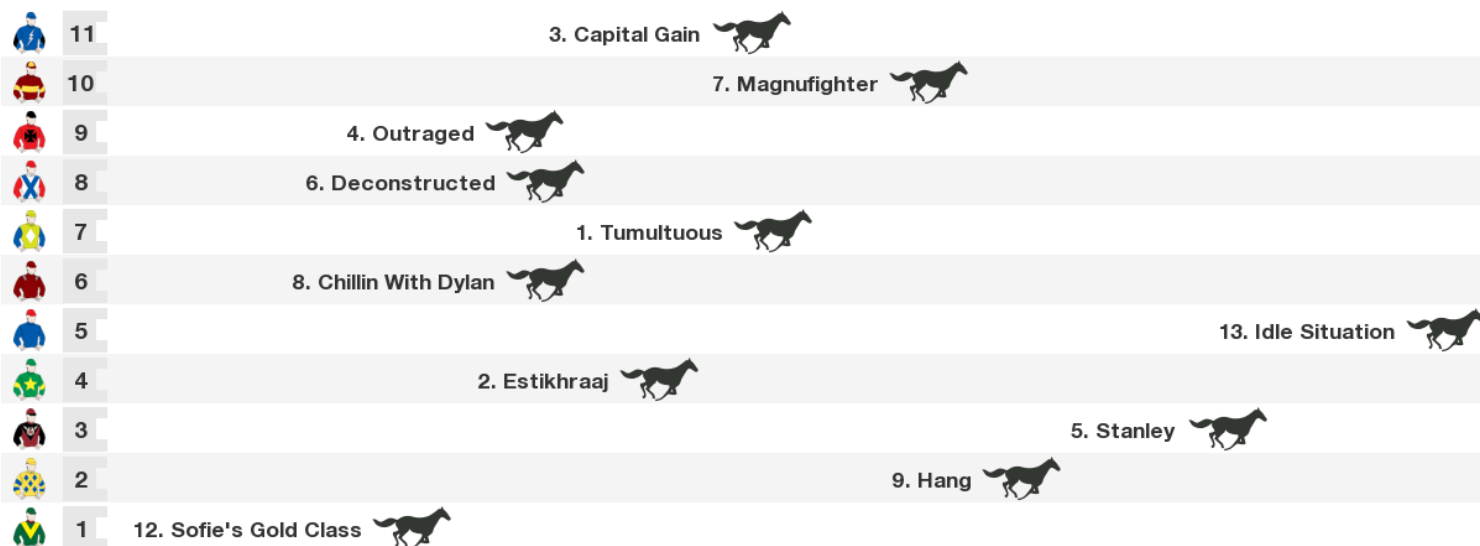 11 3. Capital Gain
10 7. Magnufighter
9 4. Outraged
8 6. Deconstructed
7 1. Tumultuous
6 8. Chillin With Dylan
5 13. Idle Situation
4 2. Estikhraaj
3 5. Stanley
2 9. Hang
1 12. Sofie's Gold Class